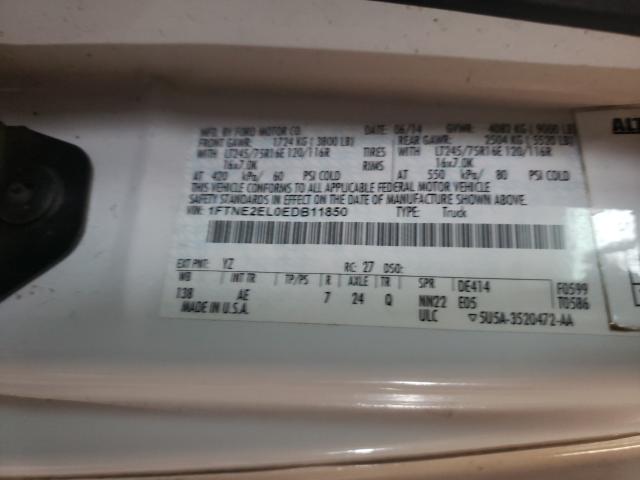 MFD. BY FORD MOTOR CO. DATE: 06/14 GVWR: 4082 KG ( 9000 LB)
FRONT GAWR: 1724 KG ( 3800 LB) REAR GAWR: 2504 KG ( 5520 LB)
WITH LT245/75R16E 120/116R TIRES WITH LT245/75R16E 120/116R
16x7.0K RIMS 16x7.0K
AT 420 kPa/ 60 PSI COLD AT 550 kPa/ 80 PSI COLD
THIS VEHICLE CONFORMS TO ALL APPLICABLE FEDERAL MOTOR VEHICLE
SAFETY STANDARDS IN EFFECT ON THE DATE OF MANUFACTURE SHOWN ABOVE.
VIN: 1FTNE2EL0EDB11850 TYPE: Truck
EXT PNT: YZ RC: 27 DSO:
WB INT TR TP/PS R AXLE TR SPR DE414 F0599
138 AE 7 24 Q NN22 E05 T0586
MADE IN U.S.A. ULC ▽5U5A-3520472-AA